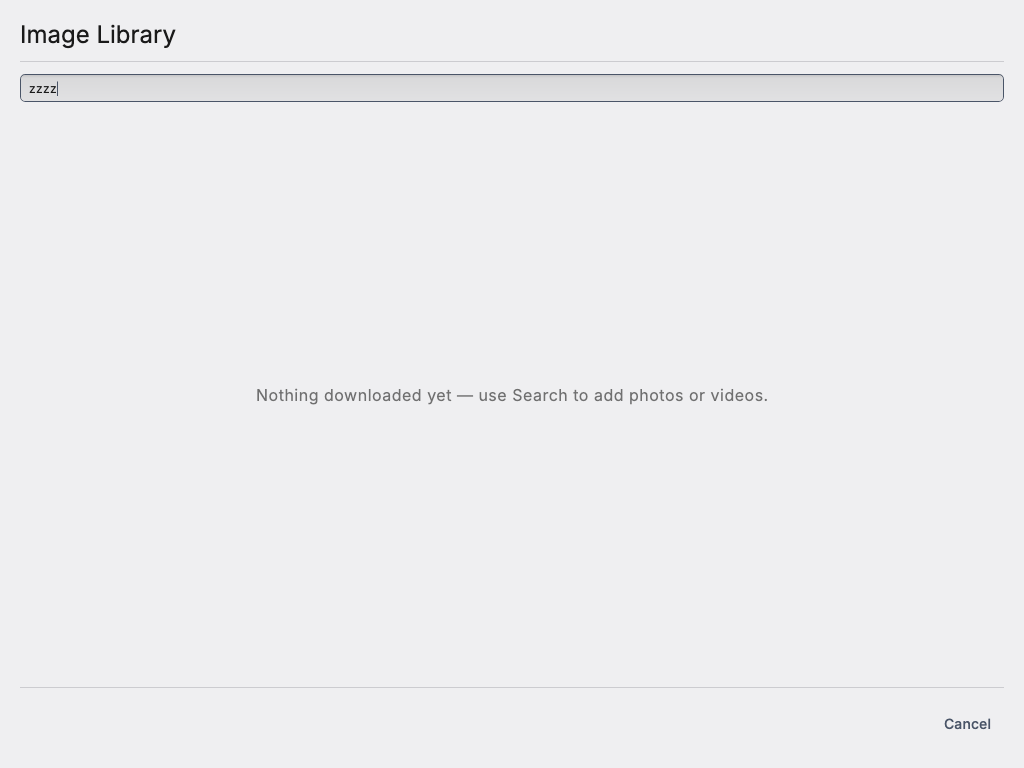 Image Library
zzzz
Nothing downloaded yet — use Search to add photos or videos.
Cancel